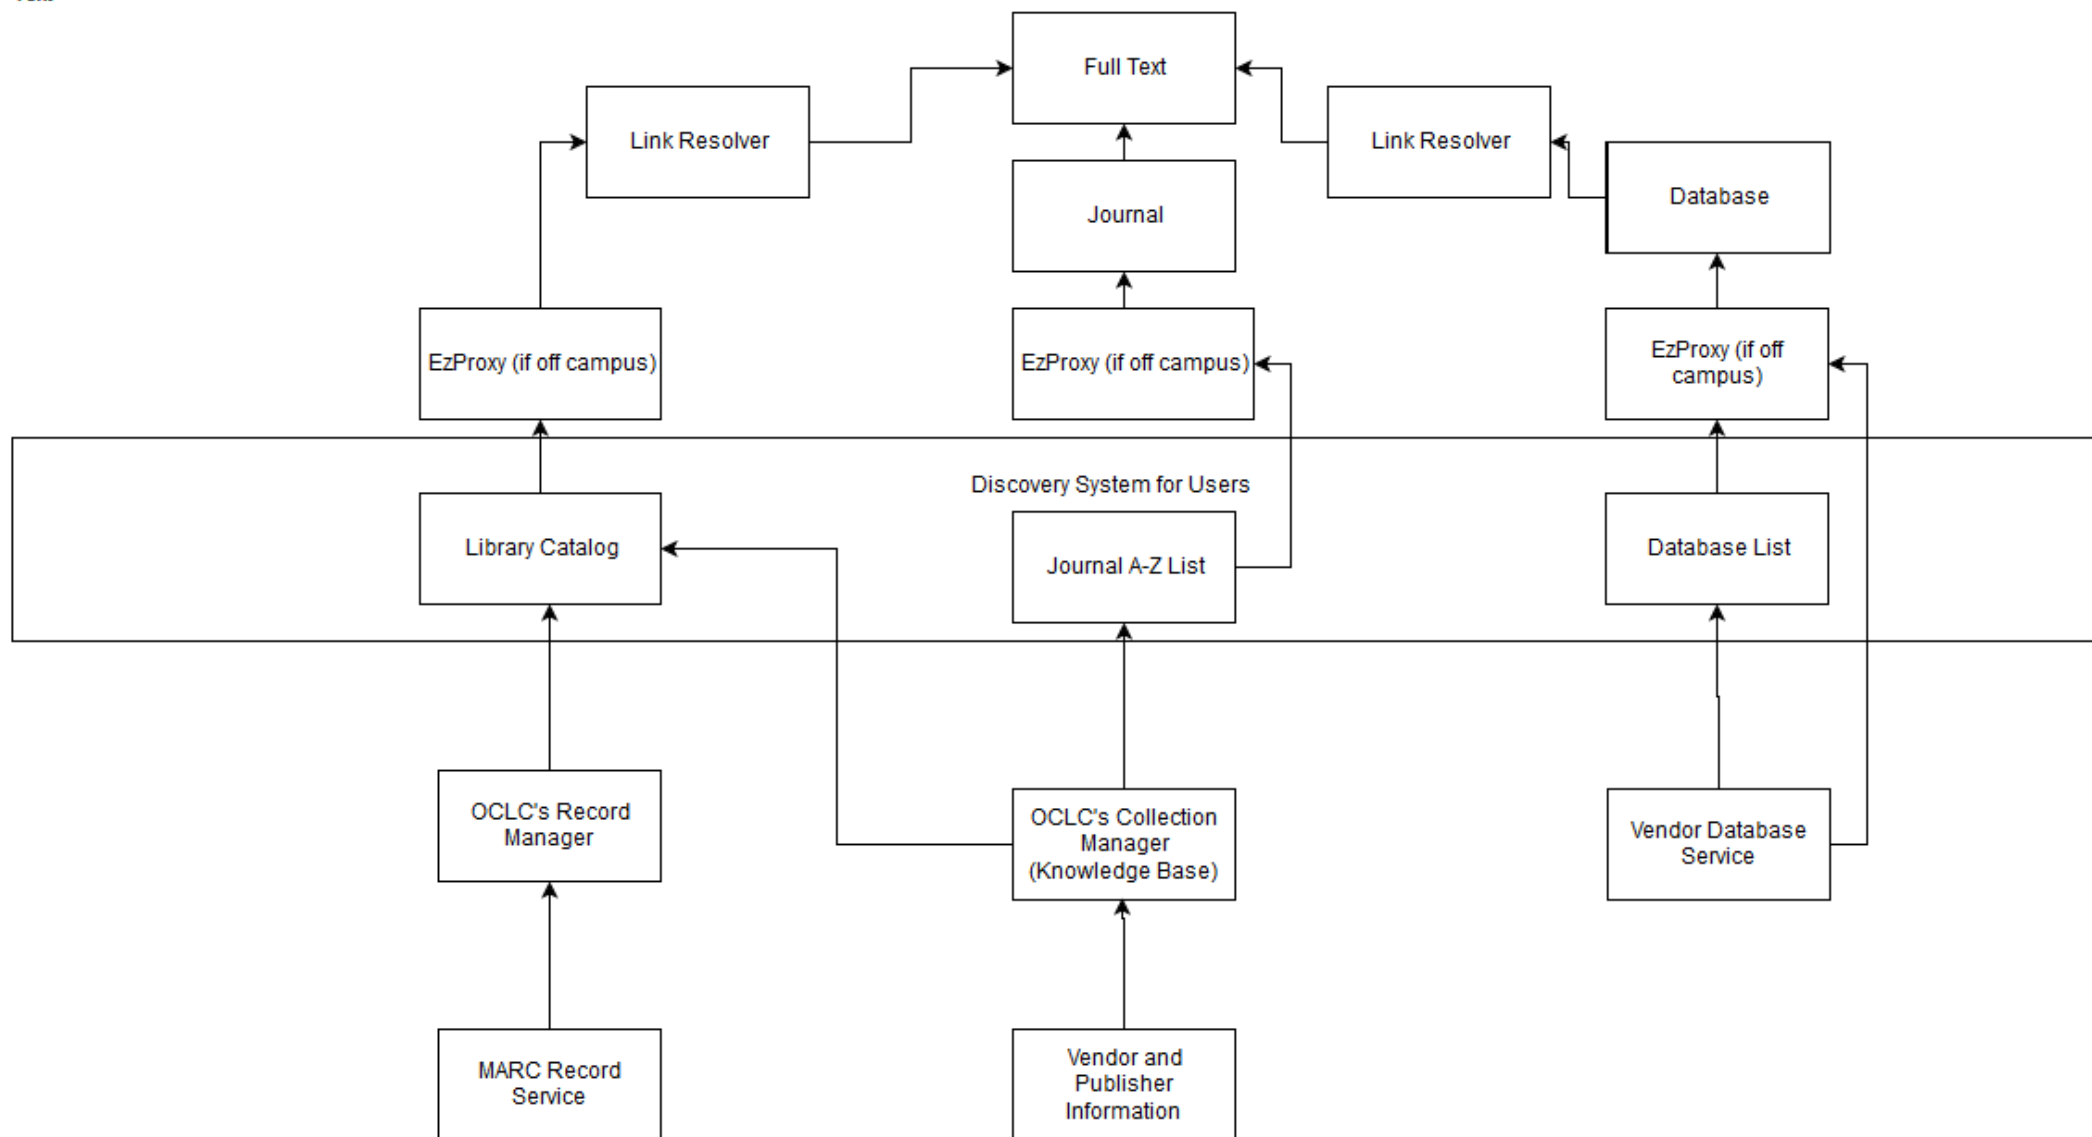 Full Text
Link Resolver
Link Resolver
Journal
Database
EzProxy (if off campus)
EzProxy (if off campus)
EzProxy (if off
campus)
Discovery System for Users
Library Catalog
Journal A-Z List
Database List
OCLC's Record
Manager
OCLC's Collection
Manager
(Knowledge Base)
Vendor Database
Service
MARC Record
Service
Vendor and
Publisher
Information